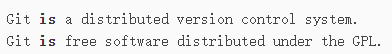 Git is a distributed version control system.
Git is free software distributed under the GPL.